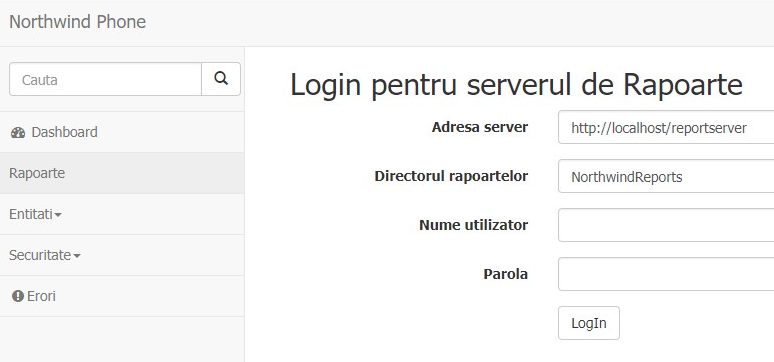 Northwind Phone
Cauta
Dashboard
Rapoarte
Entitati
Securitate
Erori
Login pentru serverul de Rapoarte
Adresa server http://localhost/reportserver
Directorul rapoartelor NorthwindReports
Nume utilizator
Parola
LogIn